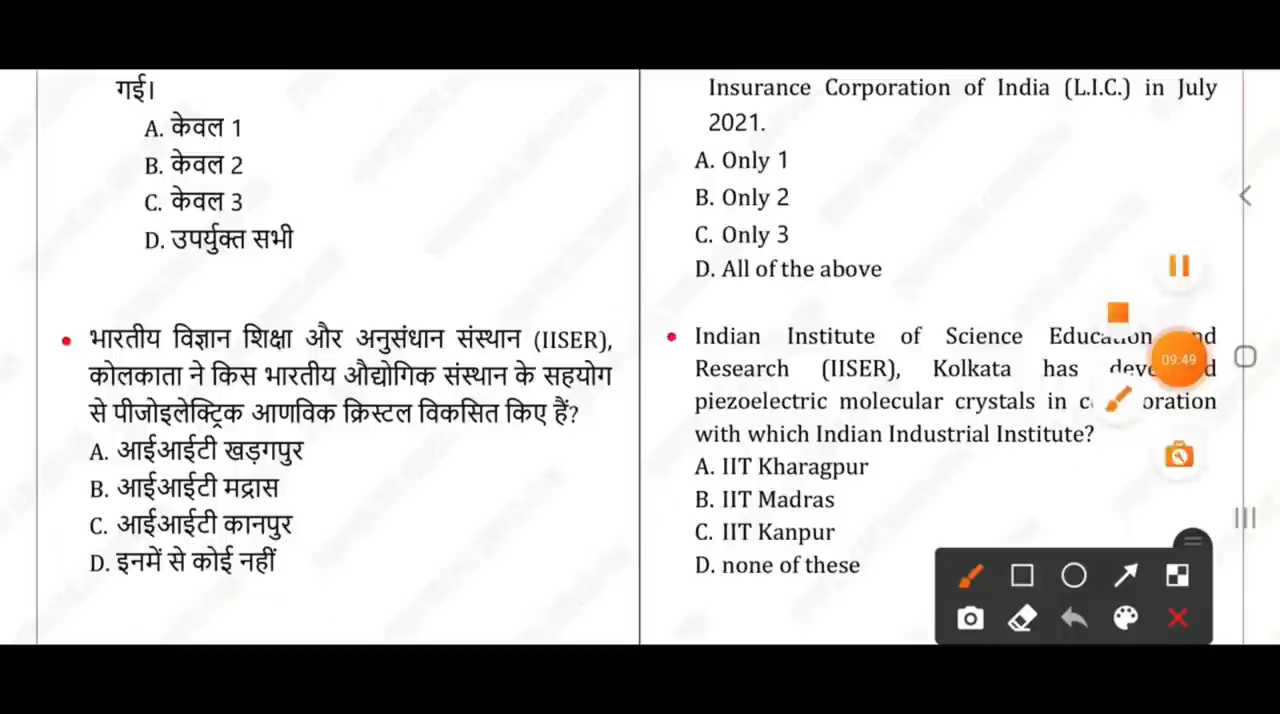 गई।
A. केवल 1
B. केवल 2
C. केवल 3
D. उपर्युक्त सभी
भारतीय विज्ञान शिक्षा और अनुसंधान संस्थान (IISER),
कोलकाता ने किस भारतीय औद्योगिक संस्थान के सहयोग
से पीजोइलेक्ट्रिक आणविक क्रिस्टल विकसित किए हैं?
A. आईआईटी खड़गपुर
B. आईआईटी मद्रास
C. आईआईटी कानपुर
D. इनमें से कोई नहीं
Insurance Corporation of India (L.I.C.) in July
2021.
A. Only 1
B. Only 2
C. Only 3
D. All of the above
Indian Institute of Science Education
Research (IISER), Kolkata has
piezoelectric molecular crystals in
with which Indian Industrial Institute?
A. IIT Kharagpur
B. IIT Madras
C. IIT Kanpur
D. none of these
09:49